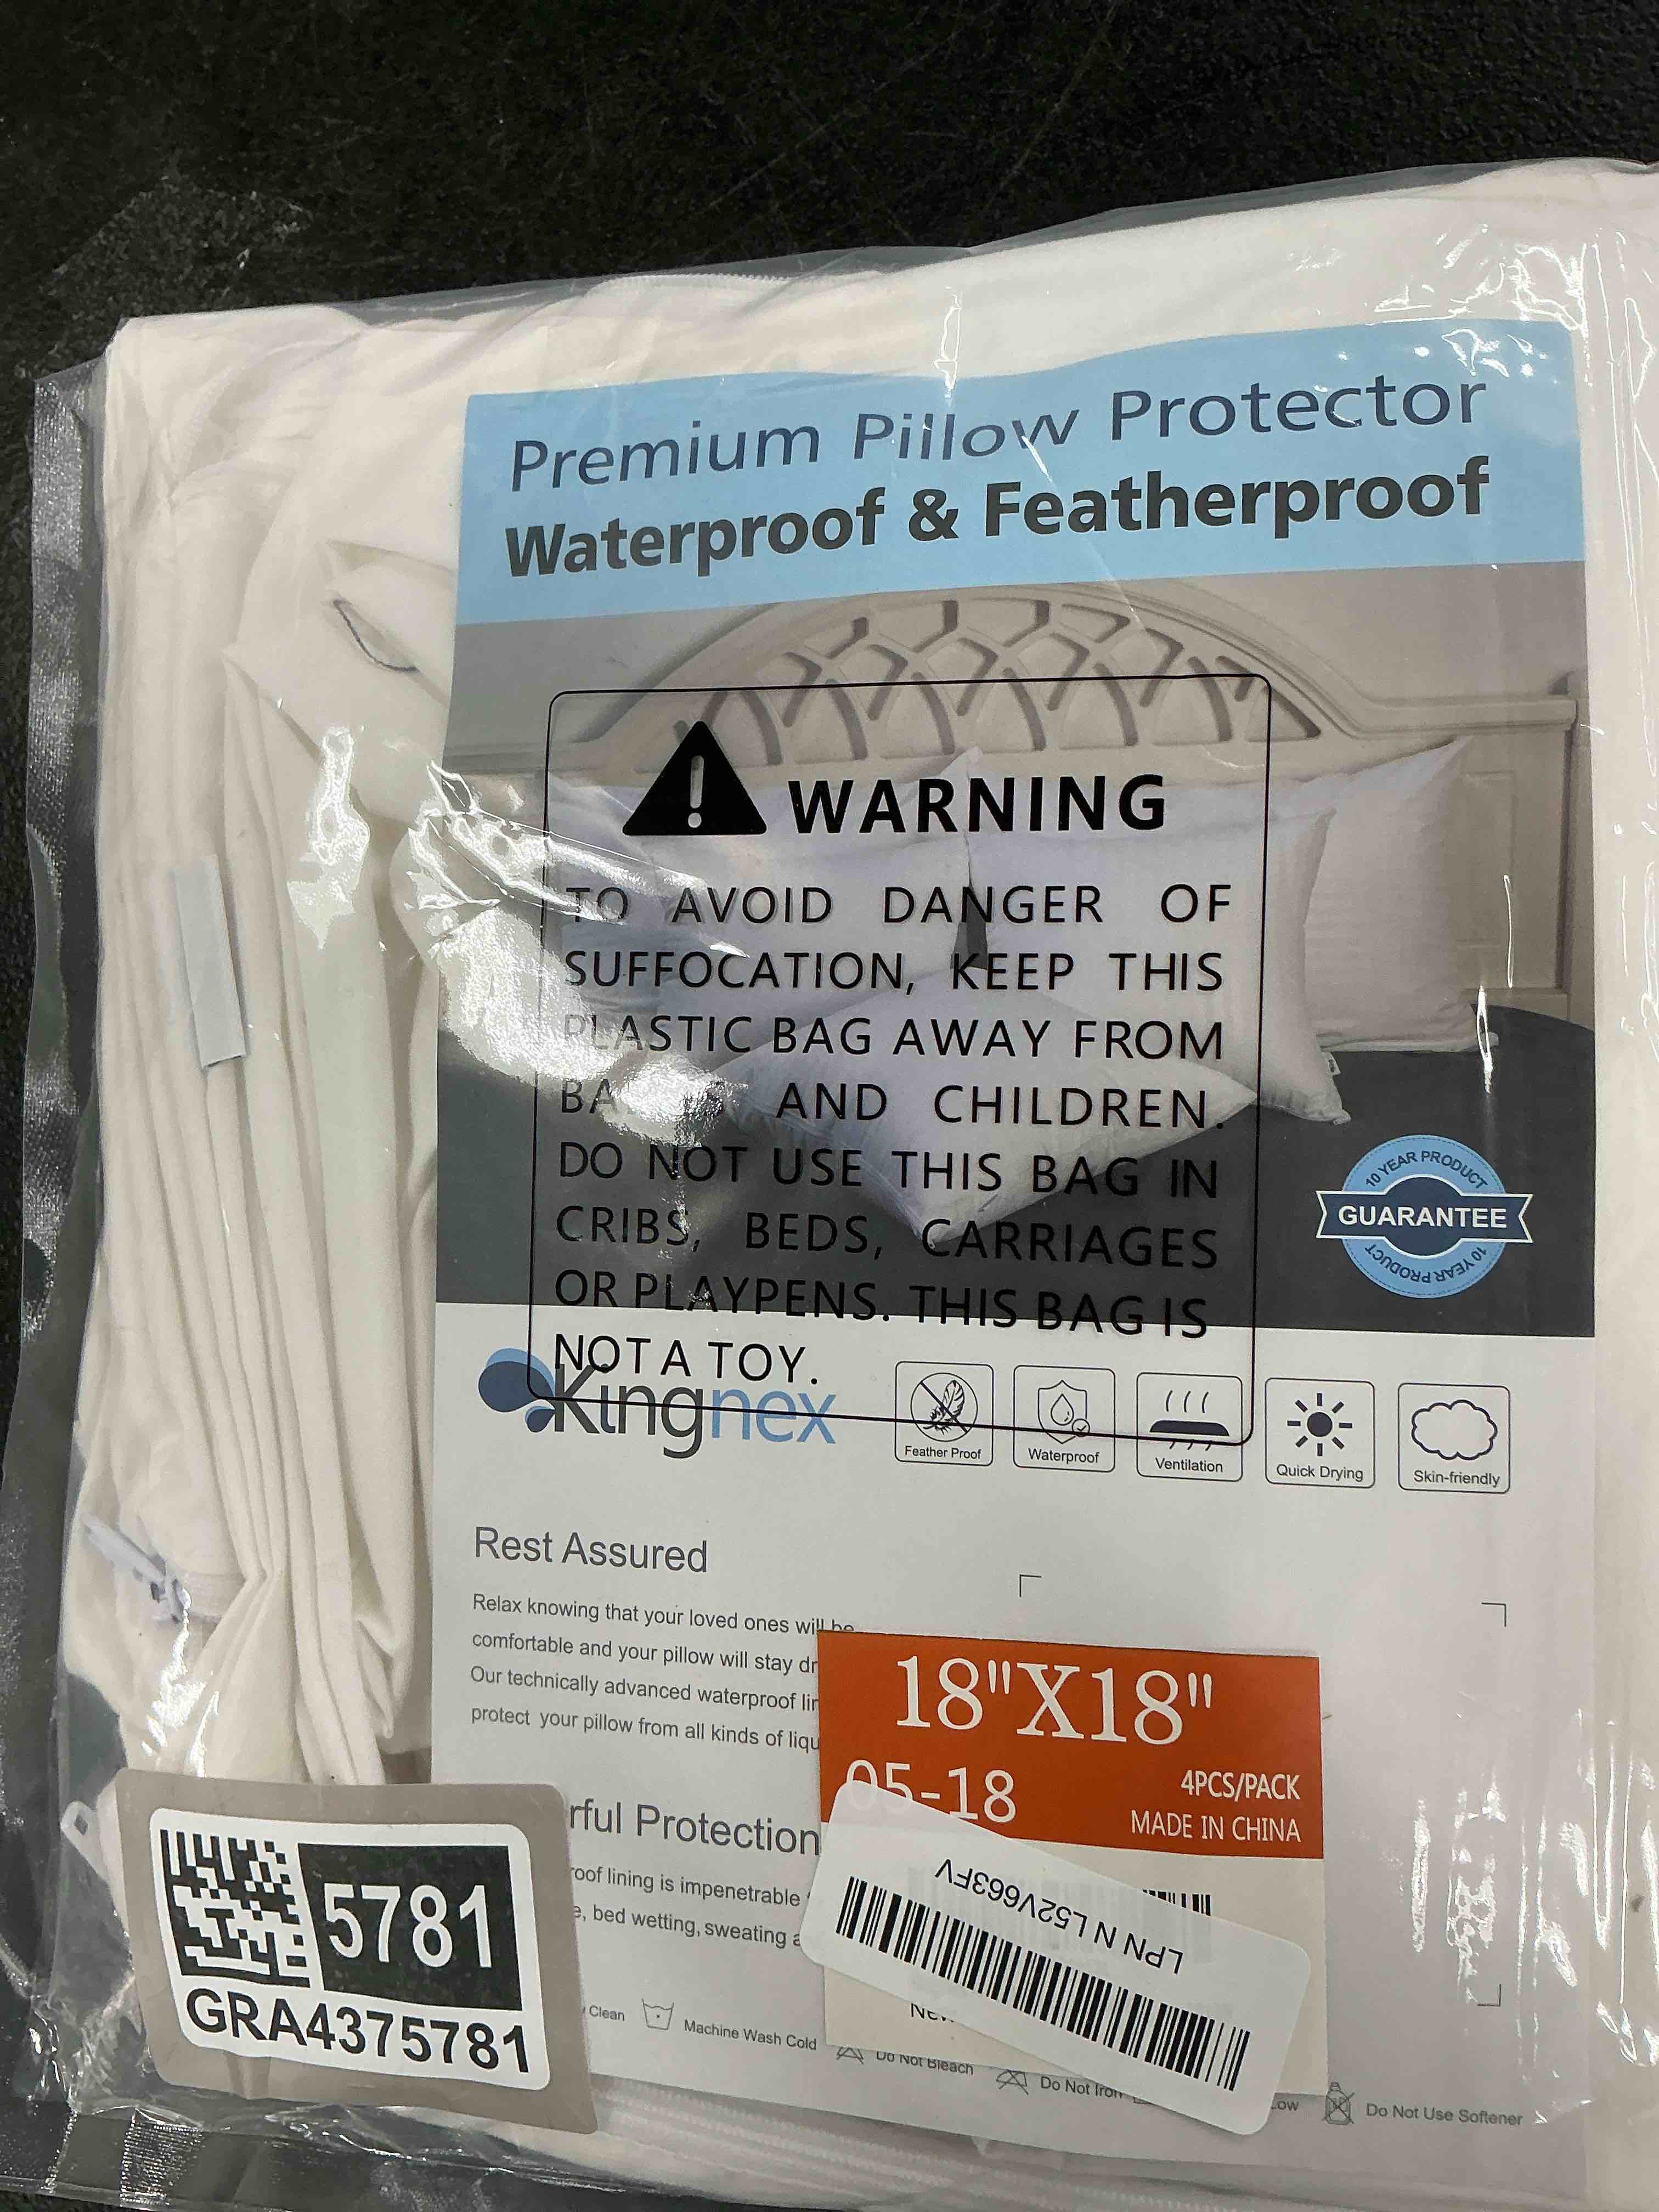 Premium Pillow Protector
Waterproof & Featherproof
WARNING
TO AVOID DANGER OF
SUFFOCATION, KEEP THIS
PLASTIC BAG AWAY FROM
AND CHILDREN.
DO NOT USE THIS BAG IN
CRIBS, BEDS, CARRIAGES
OR PLAYPENS. THIS BAG IS
NOT A TOY.
10 YEAR PRODUCT
GUARANTEE
10 YEAR PRODUCT
Kingnex
Feather Proof
Waterproof
Ventilation
Quick Drying
Skin-friendly
Rest Assured
Relax knowing that your loved ones will be
comfortable and your pillow will stay
Our technically advanced waterproof
protect your pillow from all kinds of
18"X18"
05-18
4PCS/PACK
MADE IN CHINA
Protection
lining is impenetrable
bed wetting, sweating
LPN N L52V663FV
5781
GRA4375781
Clean
Machine Wash Cold
Do Not Bleach
Do Not Iron
Do Not Use Softener